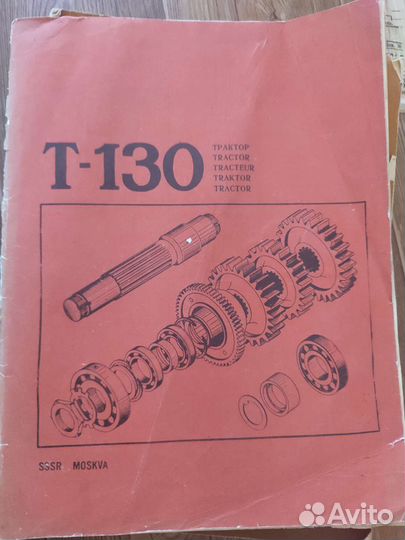 T-130
ТРАКТОР
TRACTOR
TRACTEUR
TRAKTOR
TRACTOR
SSSR MOSKVA
Avito